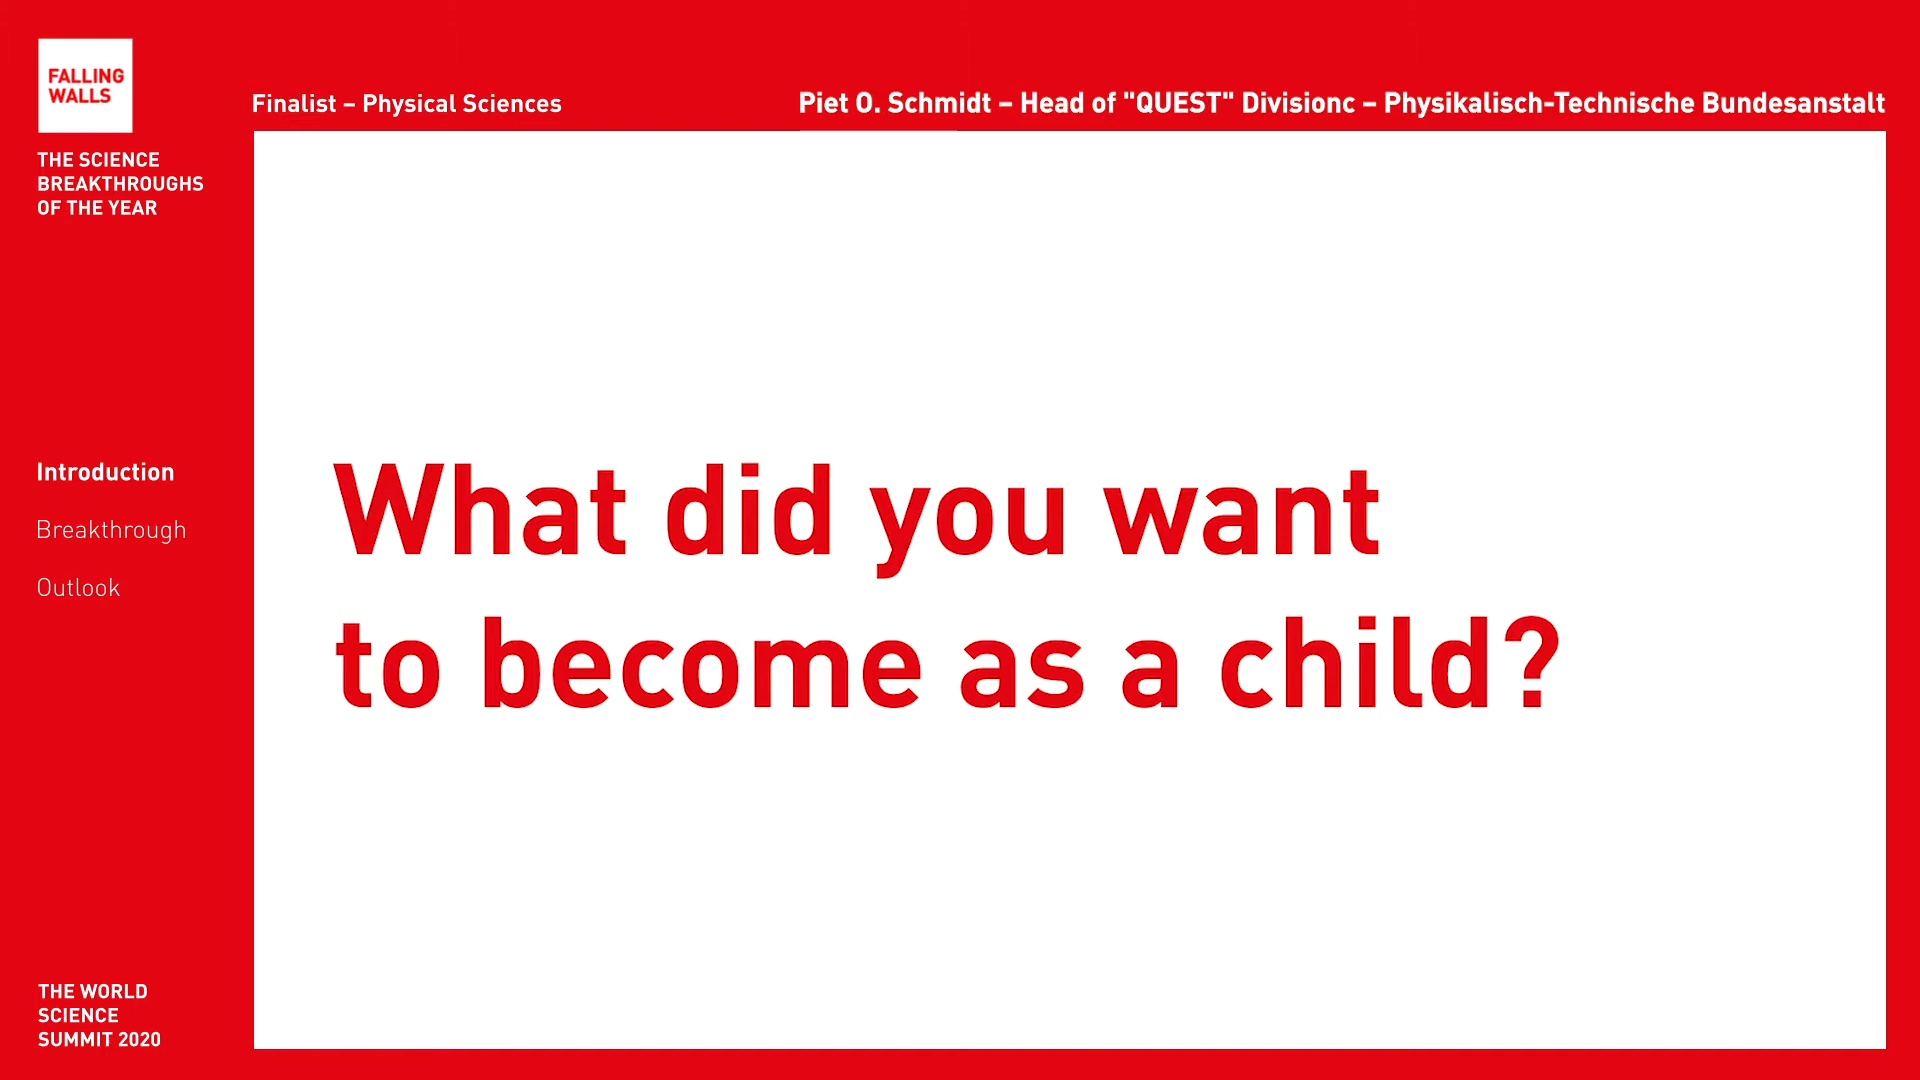 FALLING
WALLS
THE SCIENCE
BREAKTHROUGHS
OF THE YEAR
Finalist – Physical Sciences
Piet O. Schmidt – Head of "QUEST" Divisionc – Physikalisch-Technische Bundesanstalt
Introduction
Breakthrough
Outlook
What did you want
to become as a child?
THE WORLD
SCIENCE
SUMMIT 2020